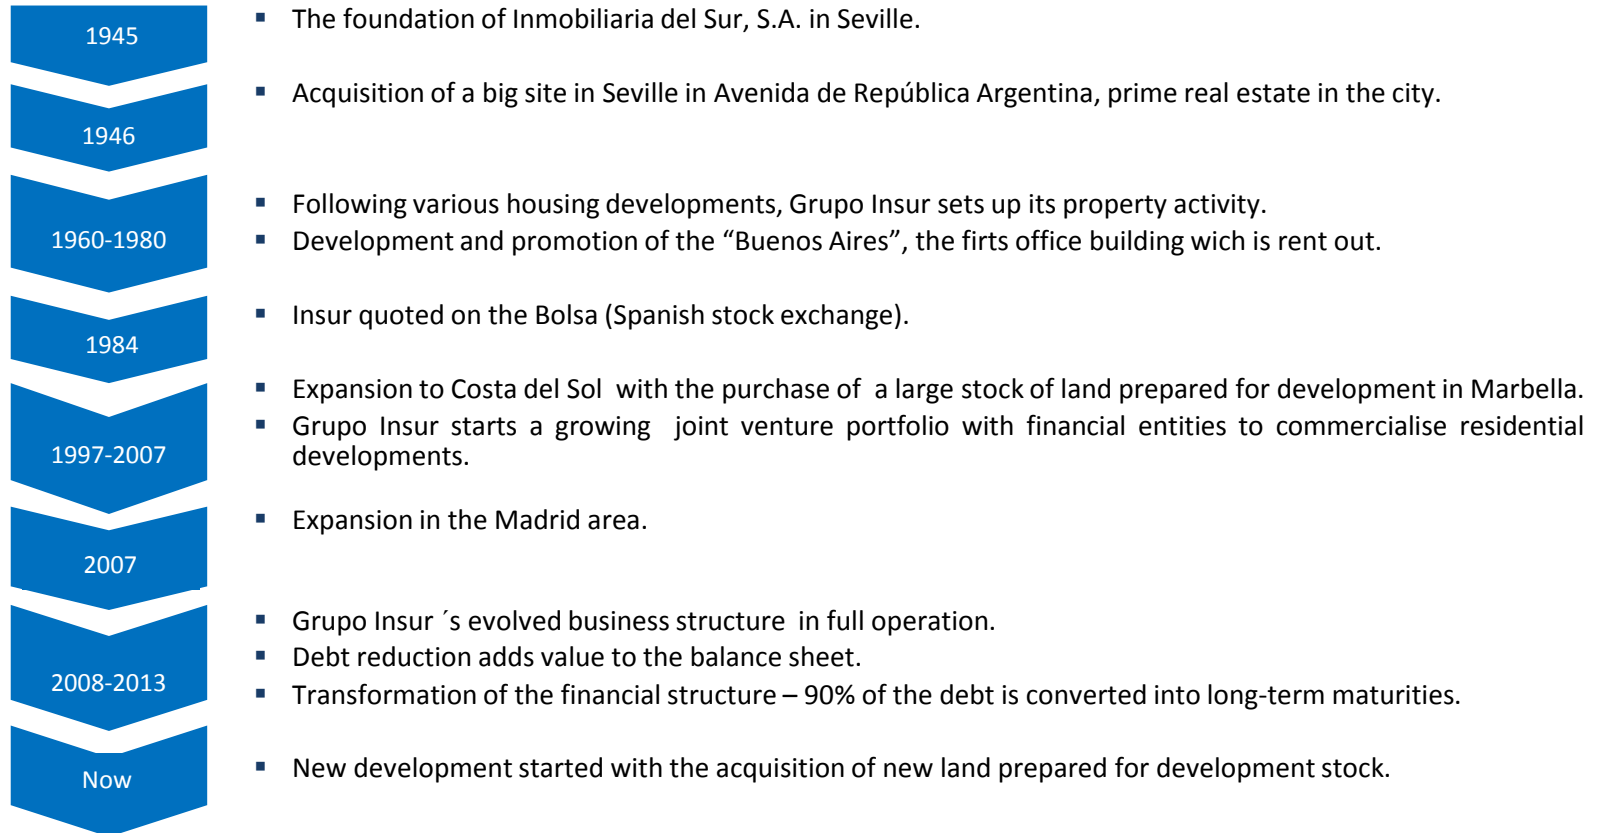 1945
▪ The foundation of Inmobiliaria del Sur, S.A. in Seville.
1946
▪ Acquisition of a big site in Seville in Avenida de República Argentina, prime real estate in the city.
1960-1980
▪ Following various housing developments, Grupo Insur sets up its property activity.
▪ Development and promotion of the “Buenos Aires”, the firts office building wich is rent out.
1984
▪ Insur quoted on the Bolsa (Spanish stock exchange).
1997-2007
▪ Expansion to Costa del Sol with the purchase of a large stock of land prepared for development in Marbella.
▪ Grupo Insur starts a growing joint venture portfolio with financial entities to commercialise residential
developments.
2007
▪ Expansion in the Madrid area.
2008-2013
▪ Grupo Insur ´s evolved business structure in full operation.
▪ Debt reduction adds value to the balance sheet.
▪ Transformation of the financial structure – 90% of the debt is converted into long-term maturities.
Now
▪ New development started with the acquisition of new land prepared for development stock.